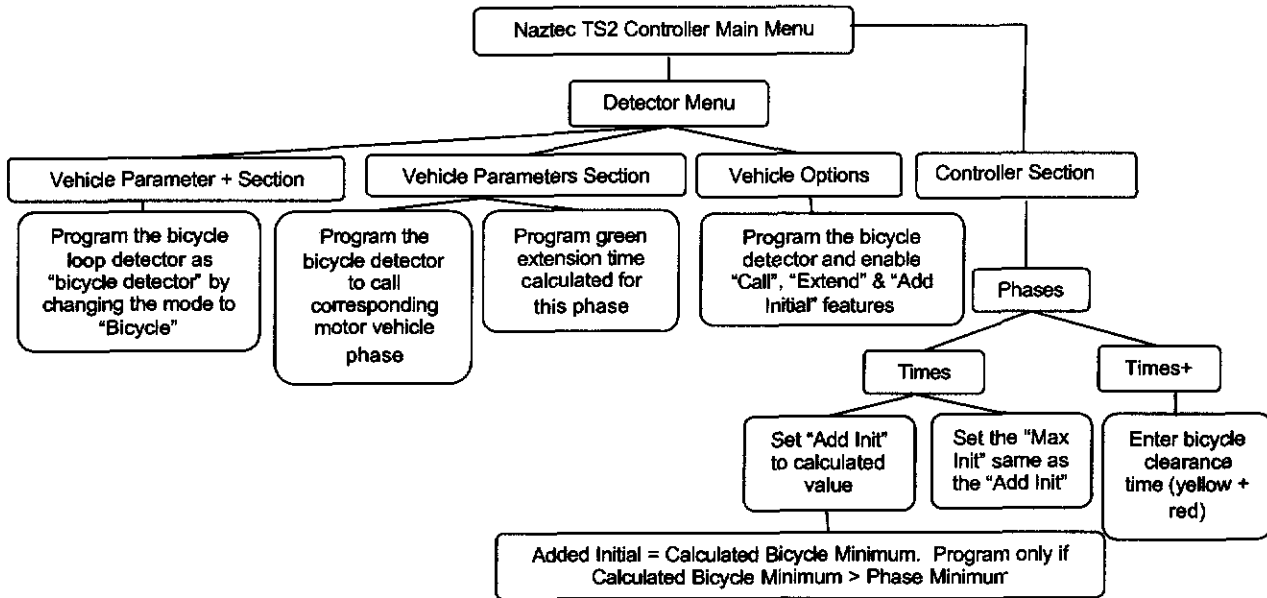 Naztec TS2 Controller Main Menu
Detector Menu
Vehicle Parameter + Section
Vehicle Parameters Section
Vehicle Options
Controller Section
Program the bicycle
loop detector as
"bicycle detector" by
changing the mode to
"Bicycle"
Program the
bicycle detector
to call
corresponding
motor vehicle
phase
Program green
extension time
calculated for
this phase
Program the bicycle
detector and enable
"Call", "Extend" & "Add
Initial" features
Phases
Times
Times+
Set "Add Init"
to calculated
value
Set the "Max
Init" same as
the "Add Init"
Enter bicycle
clearance
time (yellow +
red)
Added Initial = Calculated Bicycle Minimum. Program only if
Calculated Bicycle Minimum > Phase Minimum